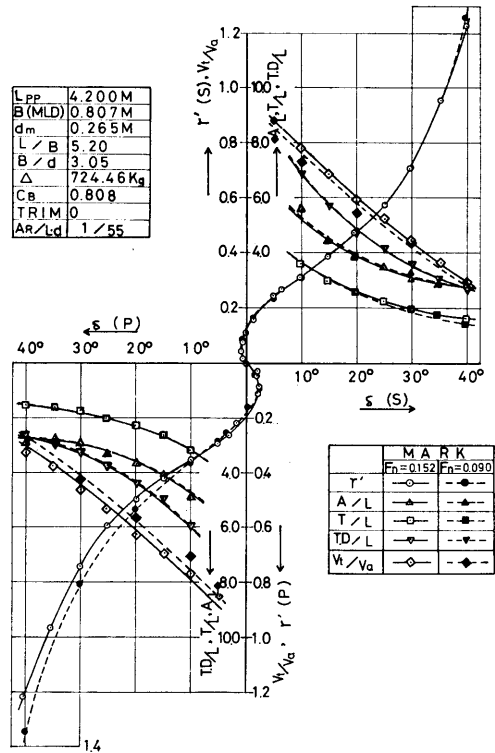 1.2
1.0
0.8
0.6
0.4
0.2
10.0
8.0
6.0
4.0
r' (S), Vt/Va
A/L, T/L, T.D/L
LPP 4.200M
B(MLD) 0.807M
dm 0.265M
L/B 5.20
B/d 3.05
Δ 724.46Kg
CB 0.808
TRIM 0
AR/L·d 1/55
δ (P)
40° 30° 20° 10°
10° 20° 30° 40°
δ (S)
0.2
0.4
0.6
0.8
1.0
1.2
1.4
4.0
6.0
8.0
10.0
T.D/L, T/L, A/L
Vt/Va, r' (P)
MARK
Fn=0.152 Fn=0.090
r'
A/L
T/L
T.D/L
Vt/Va